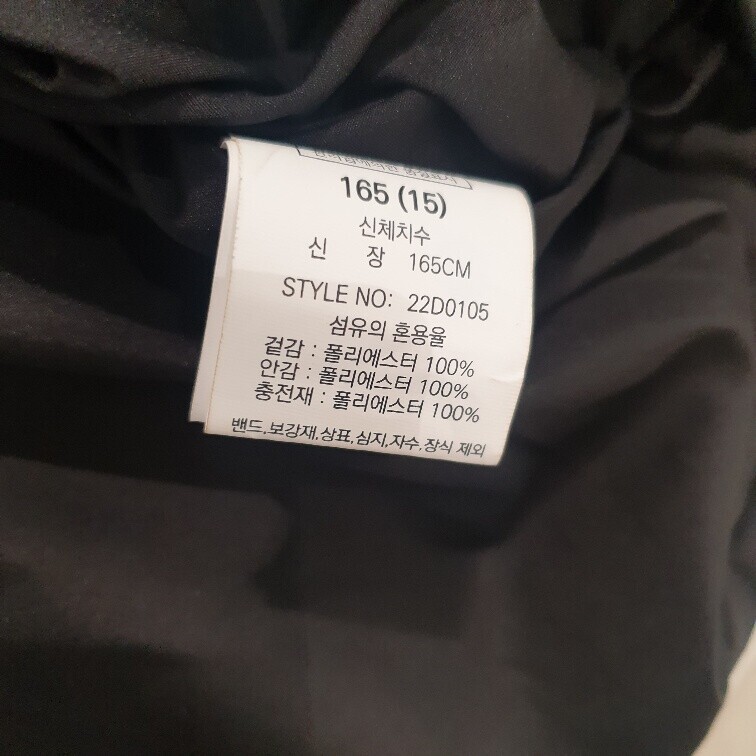 165 (15)
신체치수
신 장 165CM
STYLE NO: 22D0105
섬유의 혼용율
겉감 : 폴리에스터 100%
안감 : 폴리에스터 100%
충전재 : 폴리에스터 100%
밴드,보강재,상표,심지,자수,장식 제외